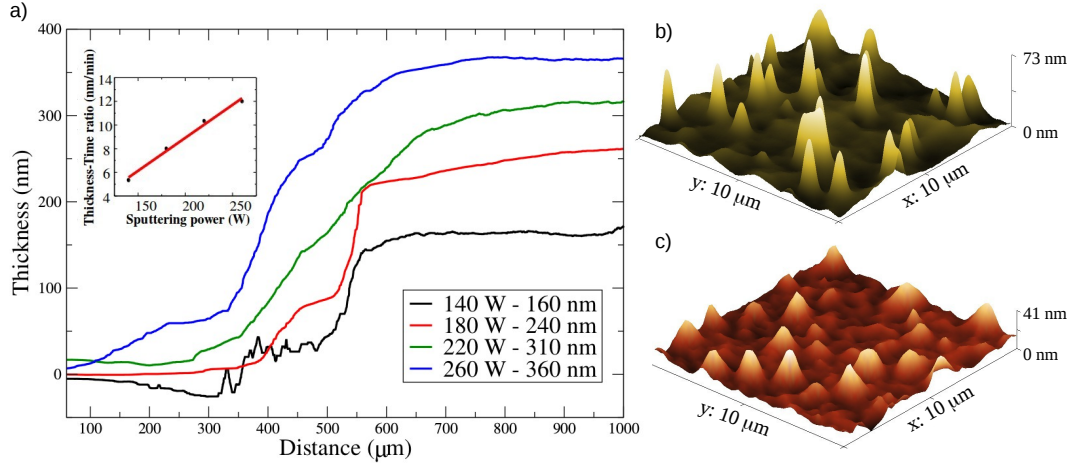 a)
400
300
200
100
0
Thickness (nm)
100
200
300
400
500
600
700
800
900
1000
Distance (μm)
14
12
10
8
6
4
Thickness-Time ratio (nm/min)
150
200
250
Sputtering power (W)
140 W - 160 nm
180 W - 240 nm
220 W - 310 nm
260 W - 360 nm
b)
73 nm
0 nm
y: 10 μm
x: 10 μm
c)
41 nm
0 nm
y: 10 μm
x: 10 μm